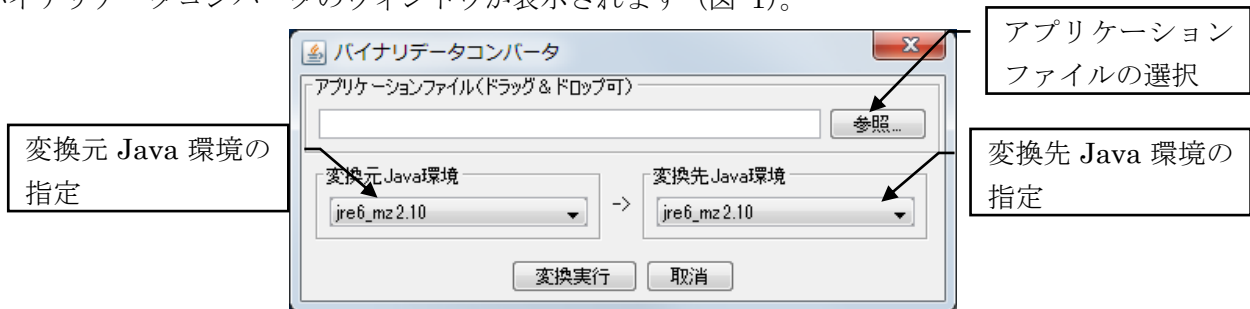 バイナリデータコンバータのウィンドウが表示されます (図 1)。
アプリケーション
ファイルの選択
バイナリデータコンバータ
アプリケーションファイル(ドラッグ&ドロップ可)
参照...
変換元 Java 環境の
指定
変換先 Java 環境の
指定
変換元Java環境
変換先Java環境
jre6_mz2.10
->
jre6_mz2.10
変換実行
取消